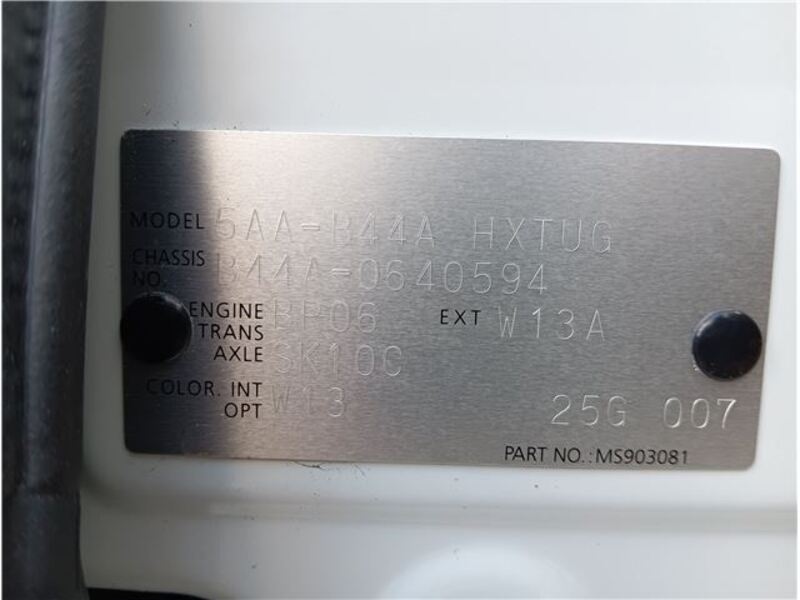 MODEL 5AA-B44A HXTUG
CHASSIS NO. B44A-0640594
ENGINE BR06 EXT W13A
TRANS
AXLE SK10C
COLOR. INT W13
OPT
25G 007
PART NO.:MS903081